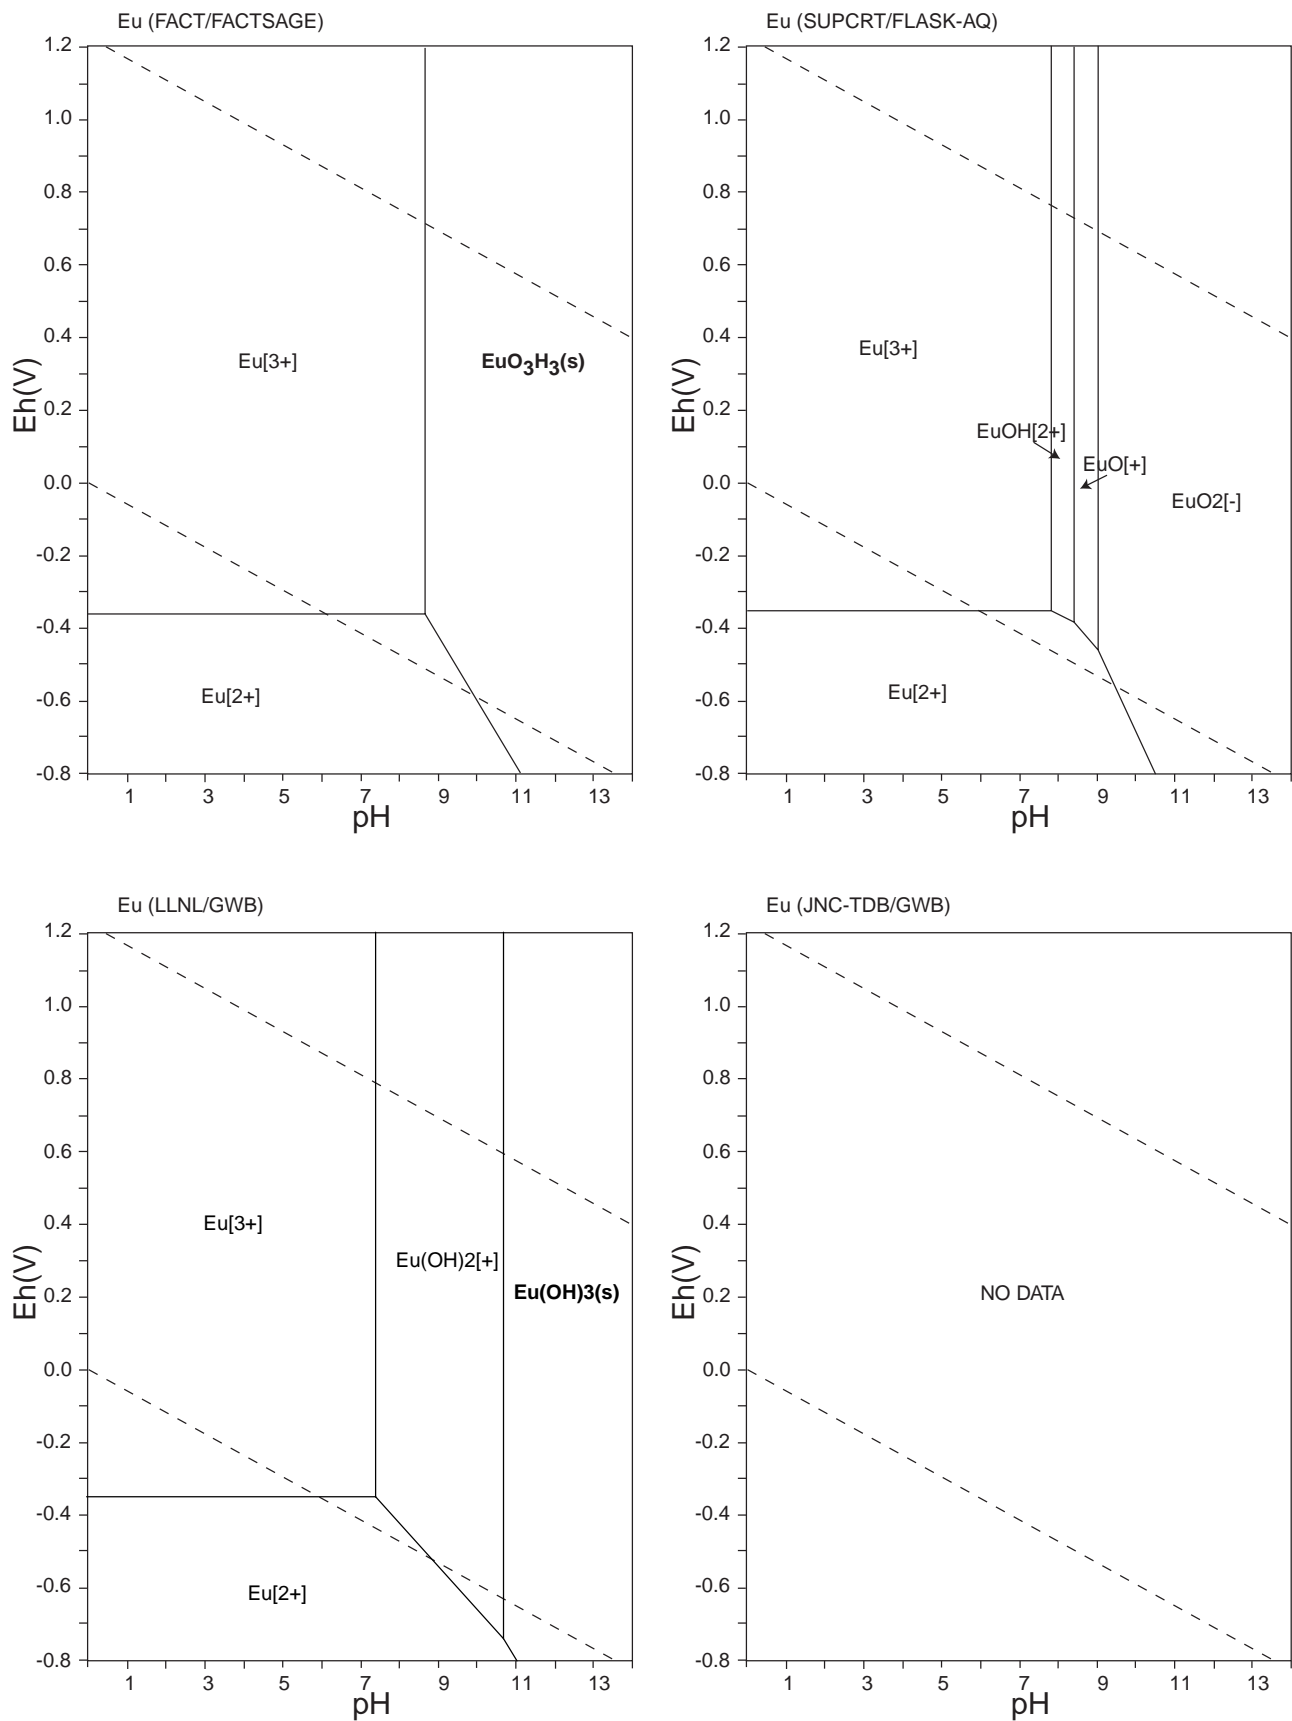 Eu (FACT/FACTSAGE)
1.2
1.0
0.8
0.6
0.4
0.2
0.0
-0.2
-0.4
-0.6
-0.8
Eh(V)
Eu[3+]
EuO3H3(s)
Eu[2+]
1 3 5 7 9 11 13
pH
Eu (SUPCRT/FLASK-AQ)
1.2
1.0
0.8
0.6
0.4
0.2
0.0
-0.2
-0.4
-0.6
-0.8
Eh(V)
Eu[3+]
EuOH[2+]
EuO[+]
EuO2[-]
Eu[2+]
1 3 5 7 9 11 13
pH
Eu (LLNL/GWB)
1.2
1.0
0.8
0.6
0.4
0.2
0.0
-0.2
-0.4
-0.6
-0.8
Eh(V)
Eu[3+]
Eu(OH)2[+]
Eu(OH)3(s)
Eu[2+]
1 3 5 7 9 11 13
pH
Eu (JNC-TDB/GWB)
1.2
1.0
0.8
0.6
0.4
0.2
0.0
-0.2
-0.4
-0.6
-0.8
Eh(V)
NO DATA
1 3 5 7 9 11 13
pH